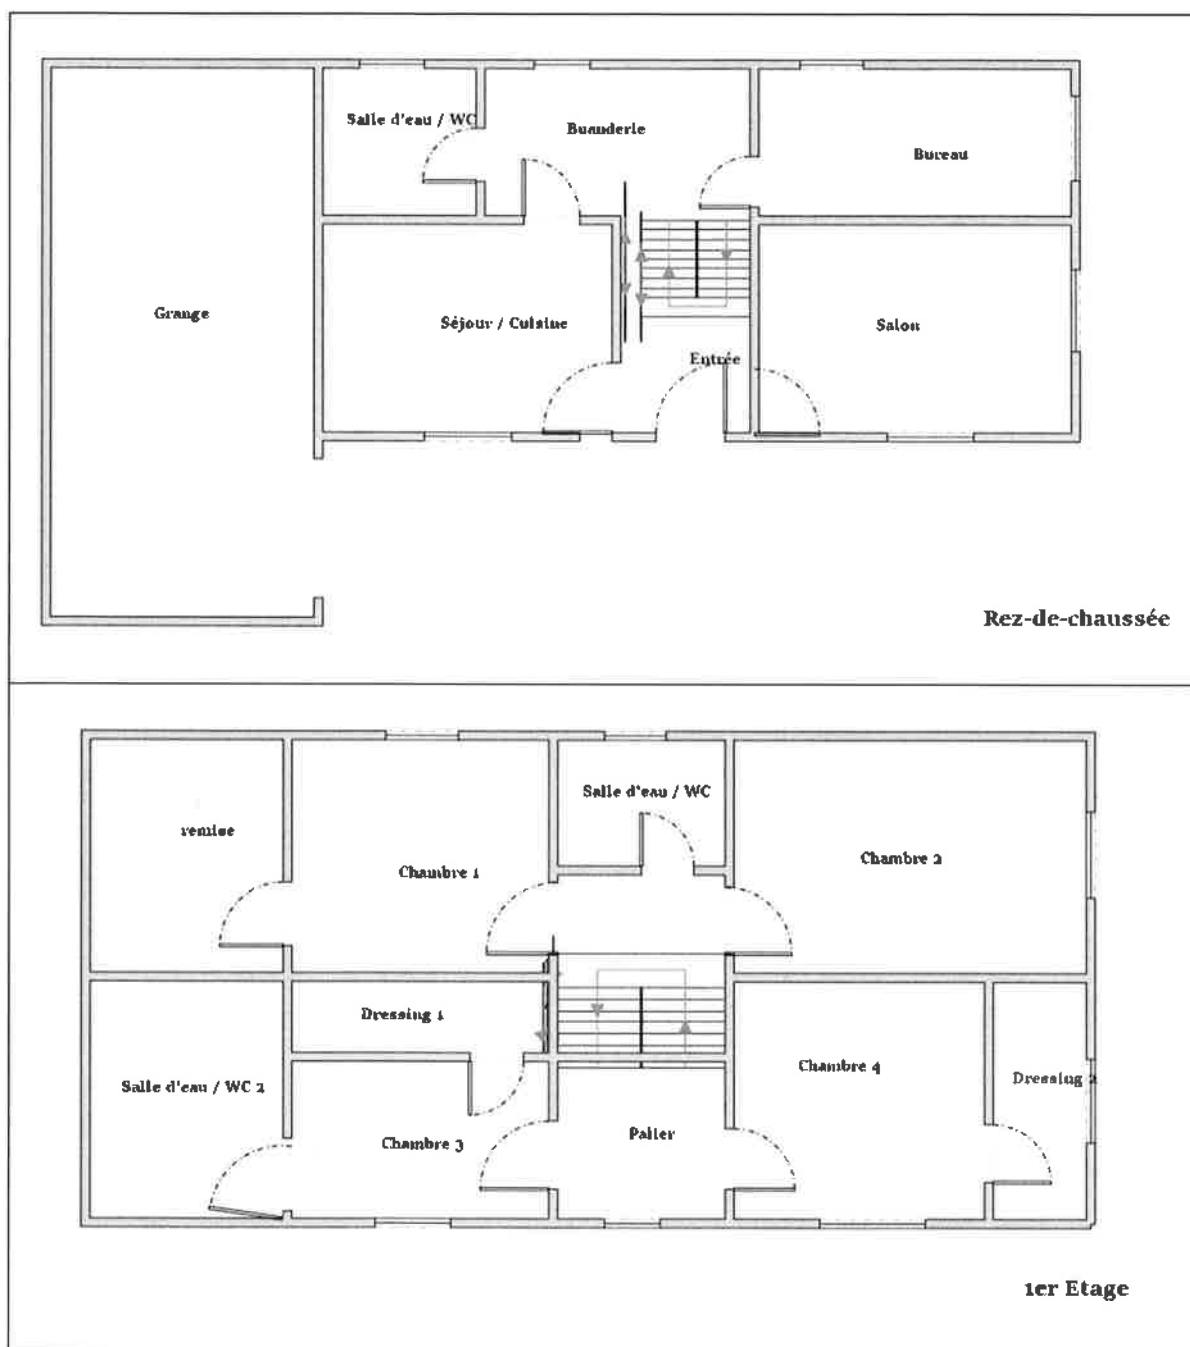 Salle d'eau / WC
Buanderie
Bureau
Grange
Séjour / Cuisine
Salon
Entrée
Rez-de-chaussée
Salle d'eau / WC
remise
Chambre 1
Chambre 2
Dressing 1
Chambre 4
Salle d'eau / WC 2
Dressing 2
Chambre 3
Palier
1er Etage